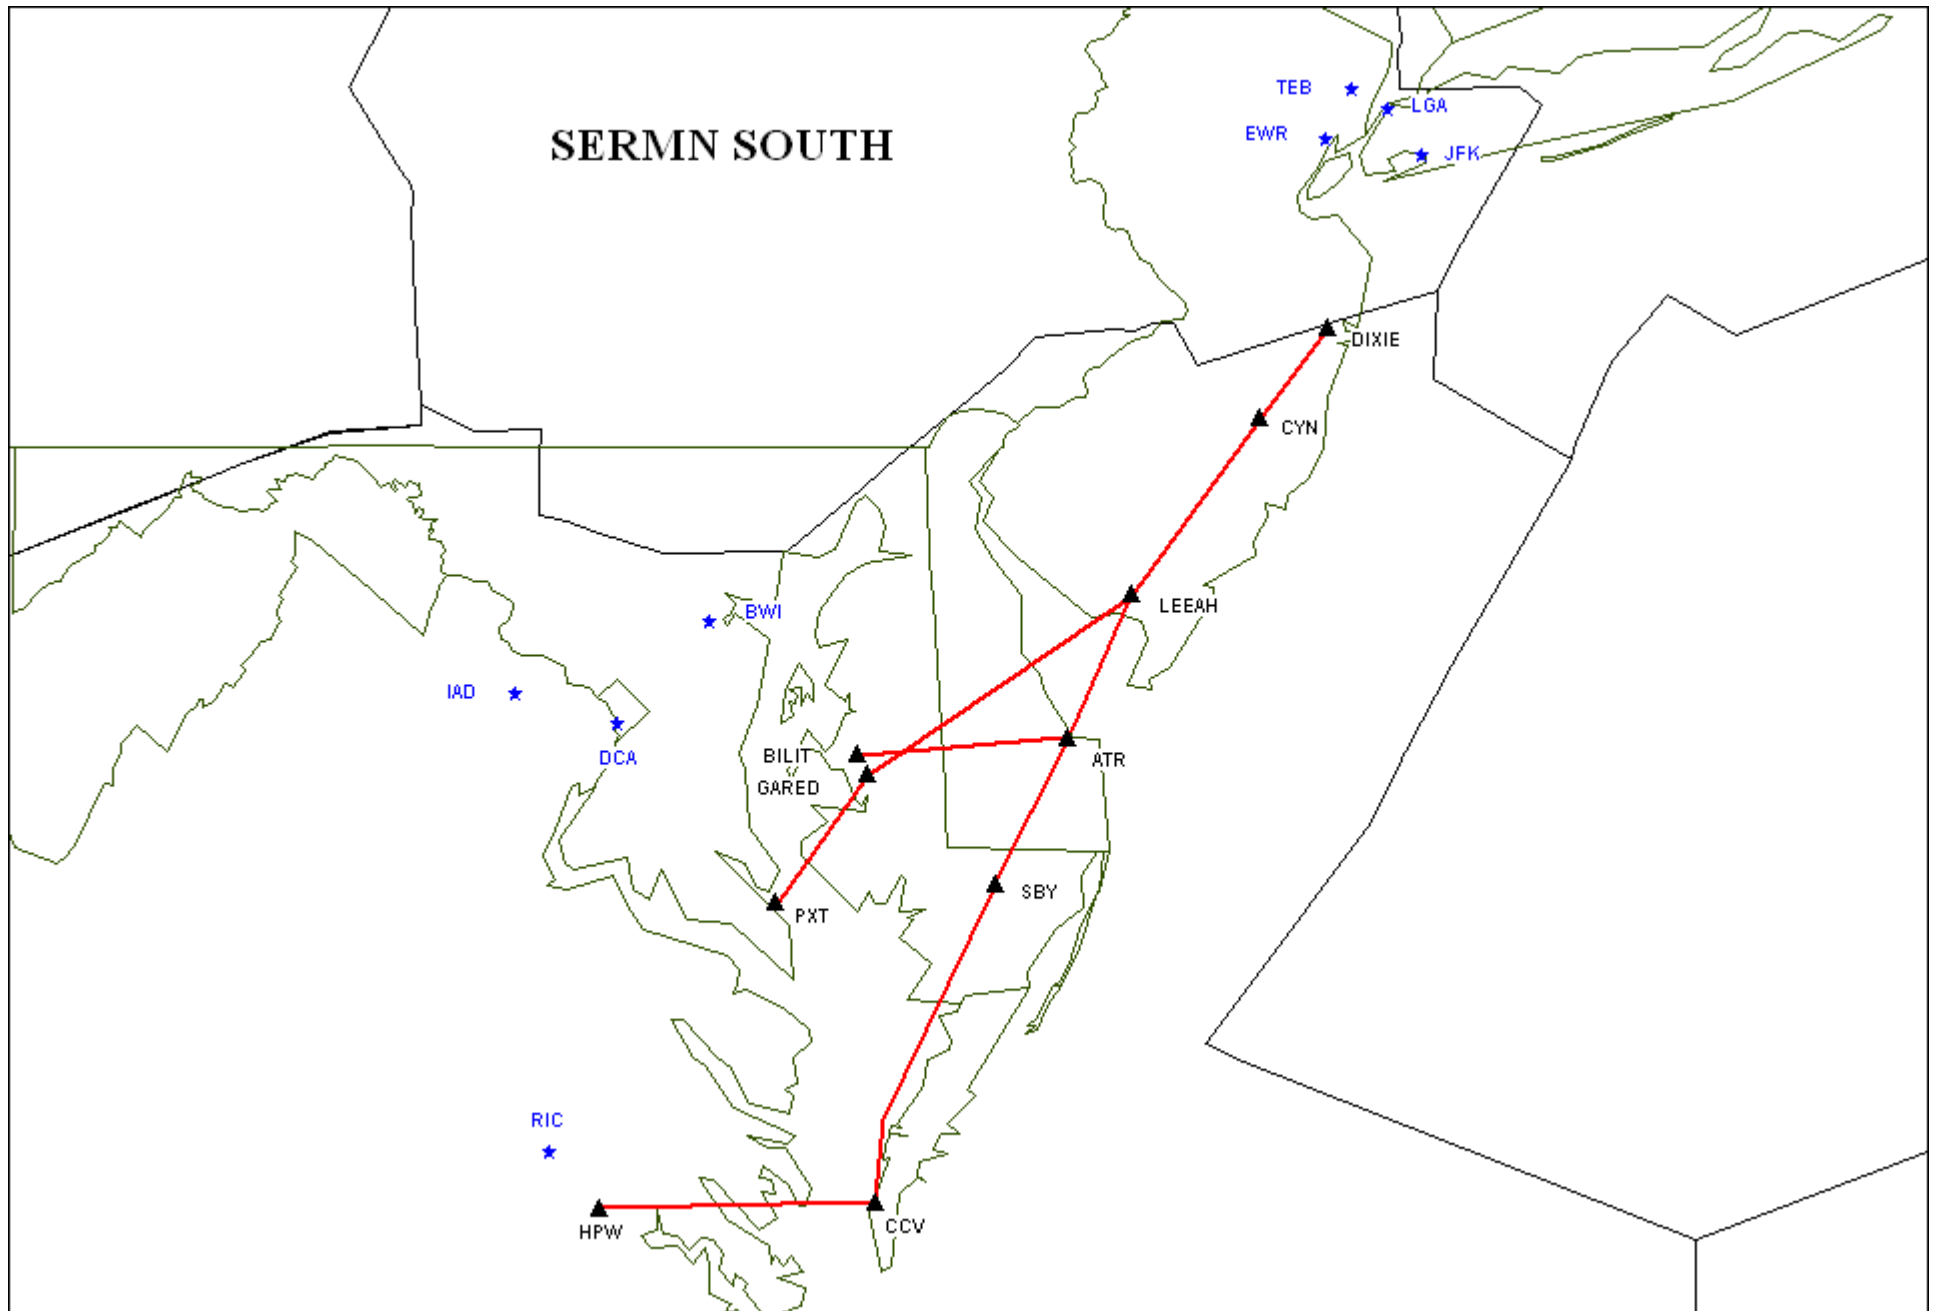 TEB
LGA
SERMN SOUTH
EWR
JFK
DIXIE
CYN
LEEAH
BWI
IAD
DCA
BILIT
ATR
GARED
SBY
PXT
RIC
CCV
HPW